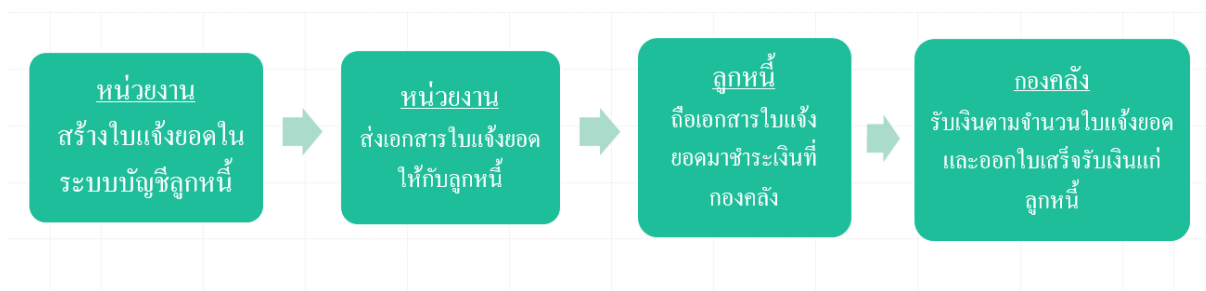 หน่วยงาน
สร้างใบแจ้งยอดใน
ระบบบัญชีลูกหนี้
หน่วยงาน
ส่งเอกสารใบแจ้งยอด
ให้กับลูกหนี้
ลูกหนี้
ถือเอกสารใบแจ้ง
ยอดมาชำระเงินที่
กองคลัง
กองคลัง
รับเงินตามจำนวนใบแจ้งยอด
และออกใบเสร็จรับเงินแก่
ลูกหนี้